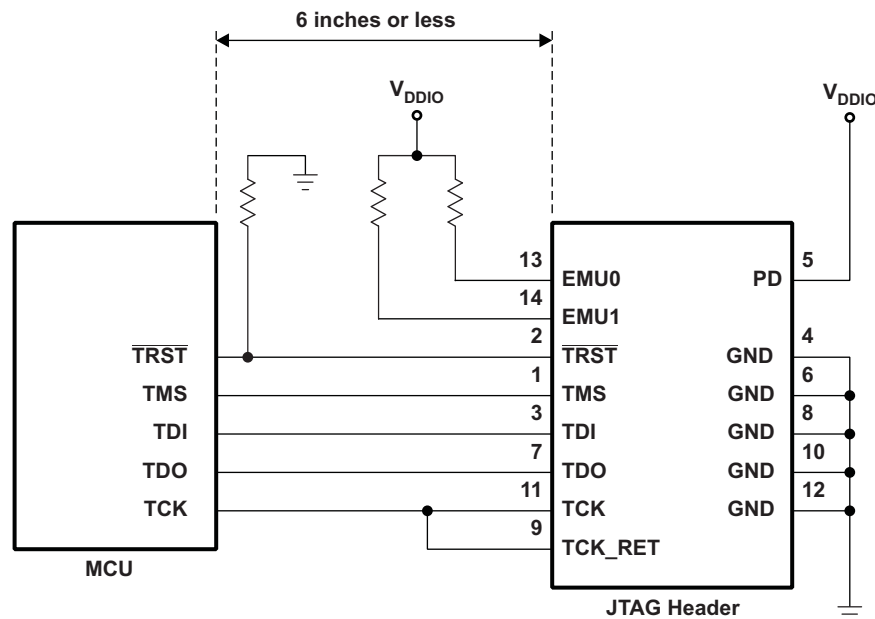 6 inches or less
VDDIO
VDDIO
13
EMU0
5
PD
14
EMU1
TRST
2
TRST
4
GND
TMS
1
TMS
6
GND
TDI
3
TDI
8
GND
TDO
7
TDO
10
GND
TCK
11
TCK
12
GND
9
TCK_RET
MCU
JTAG Header